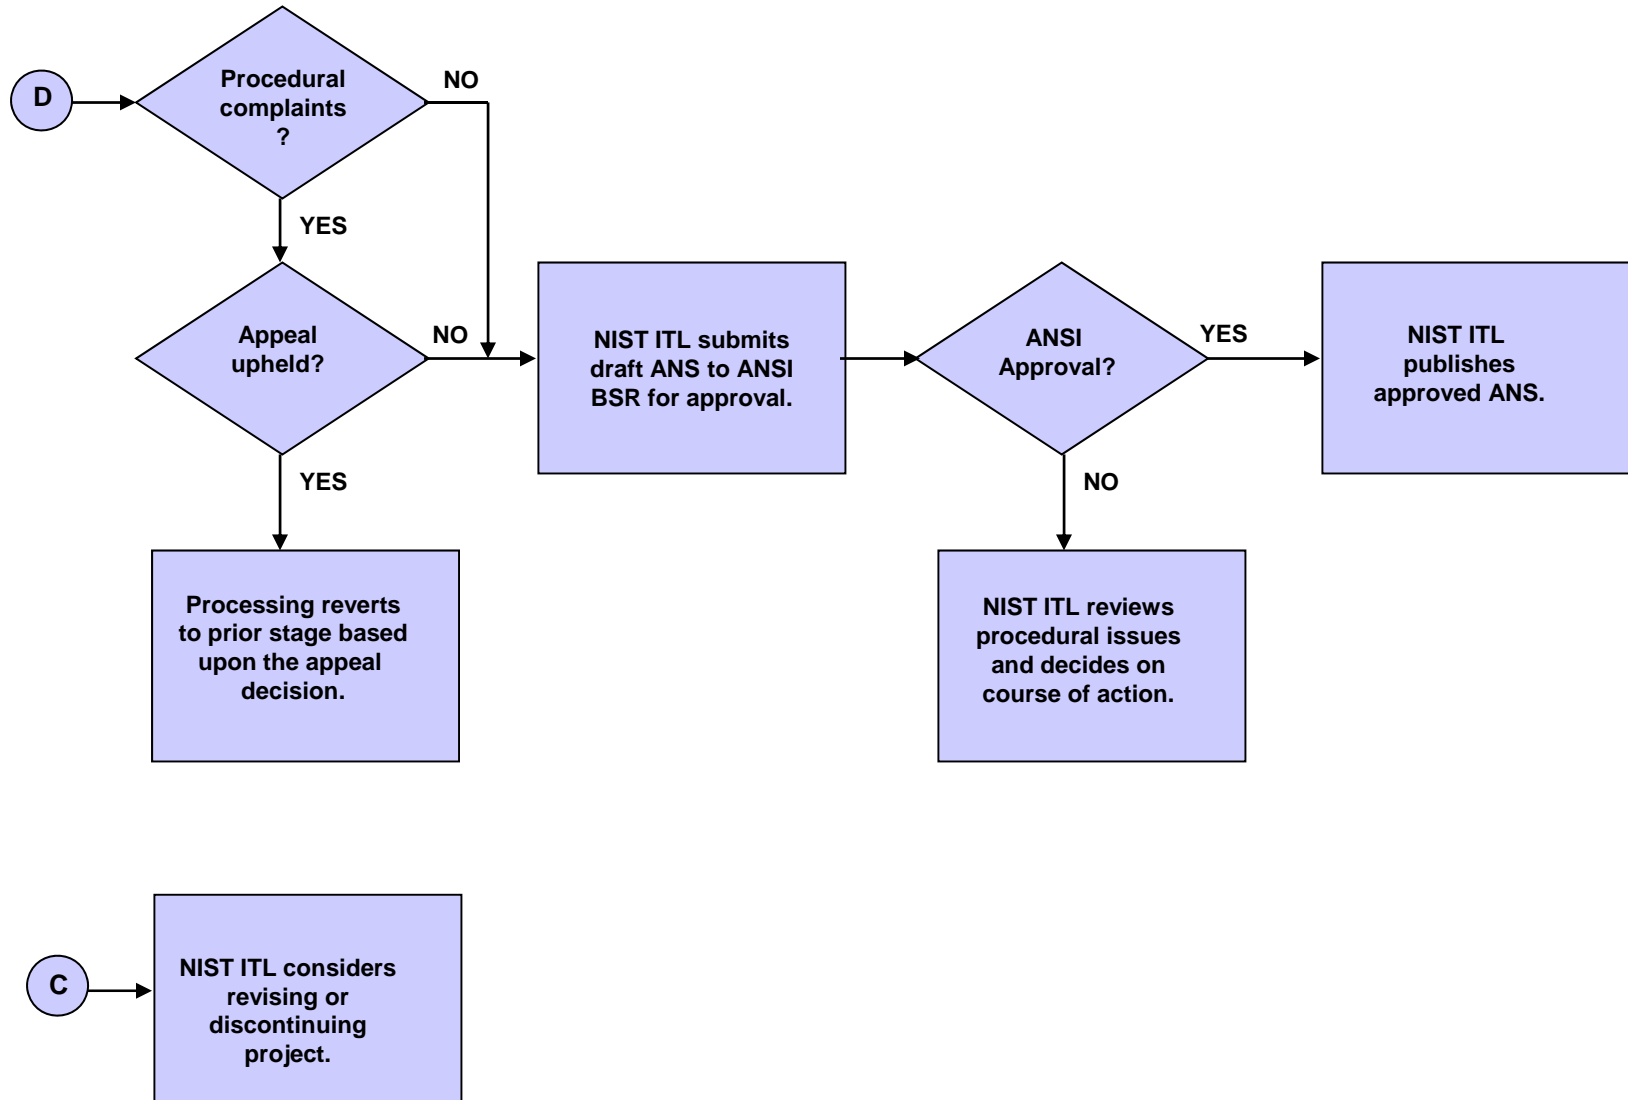 D
Procedural
complaints
?
NO
YES
Appeal
upheld?
NO
NIST ITL submits
draft ANS to ANSI
BSR for approval.
ANSI
Approval?
YES
NIST ITL
publishes
approved ANS.
YES
NO
Processing reverts
to prior stage based
upon the appeal
decision.
NIST ITL reviews
procedural issues
and decides on
course of action.
C
NIST ITL considers
revising or
discontinuing
project.